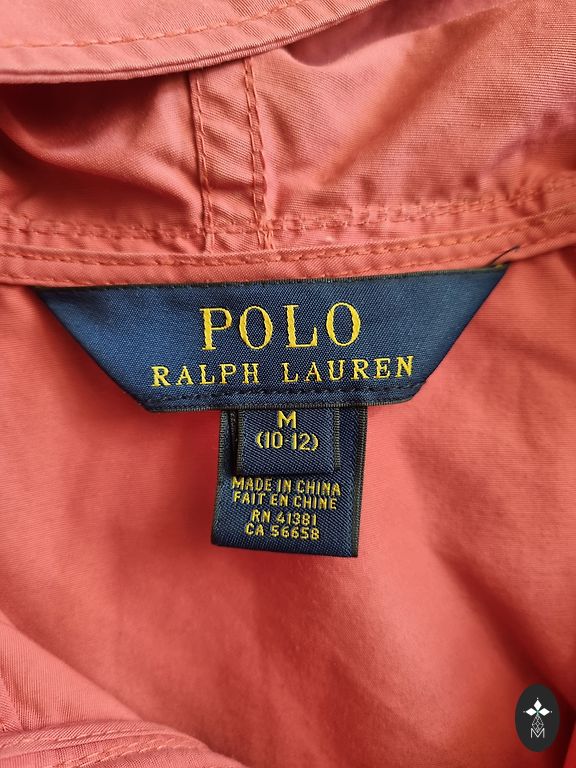 POLO
RALPH LAUREN
M
(10-12)
MADE IN CHINA
FAIT EN CHINE
RN 41381
CA 56658
M